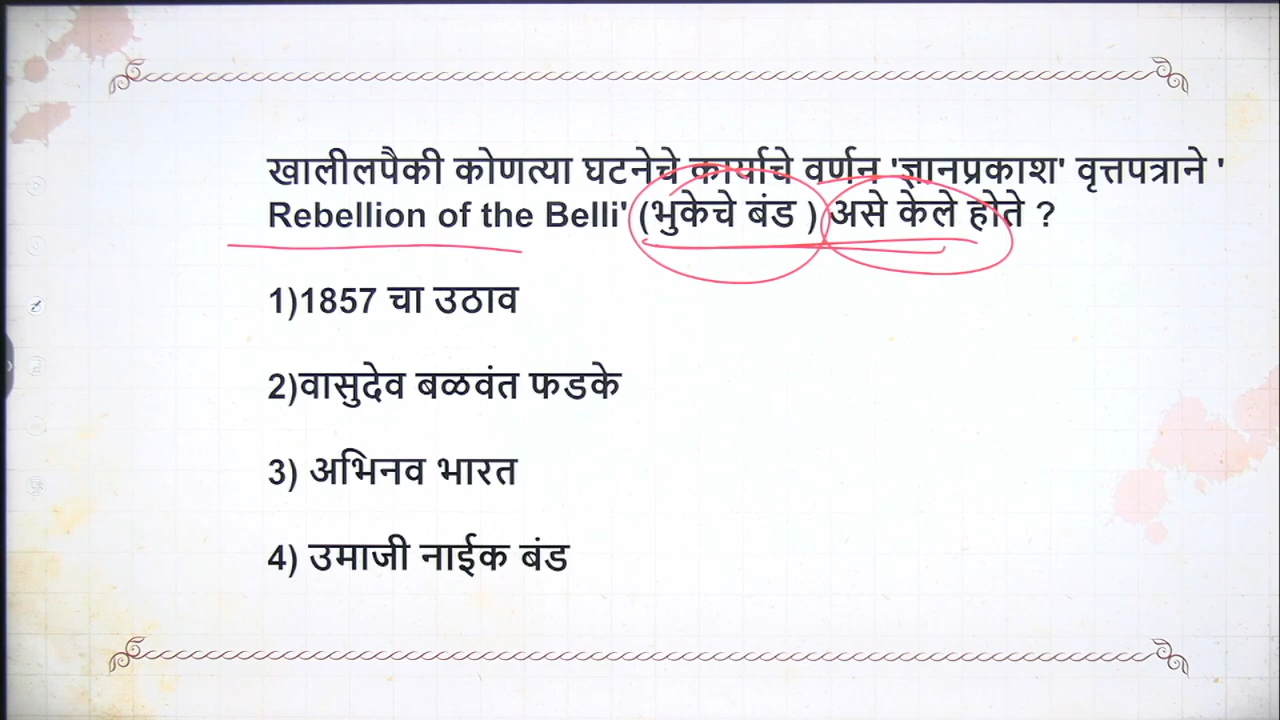 खालीलपैकी कोणत्या घटनेचे कार्याचे वर्णन 'ज्ञानप्रकाश' वृत्तपत्राने '
Rebellion of the Belli' (भुकेचे बंड ) असे केले होते ?
1)1857 चा उठाव
2)वासुदेव बळवंत फडके
3) अभिनव भारत
4) उमाजी नाईक बंड